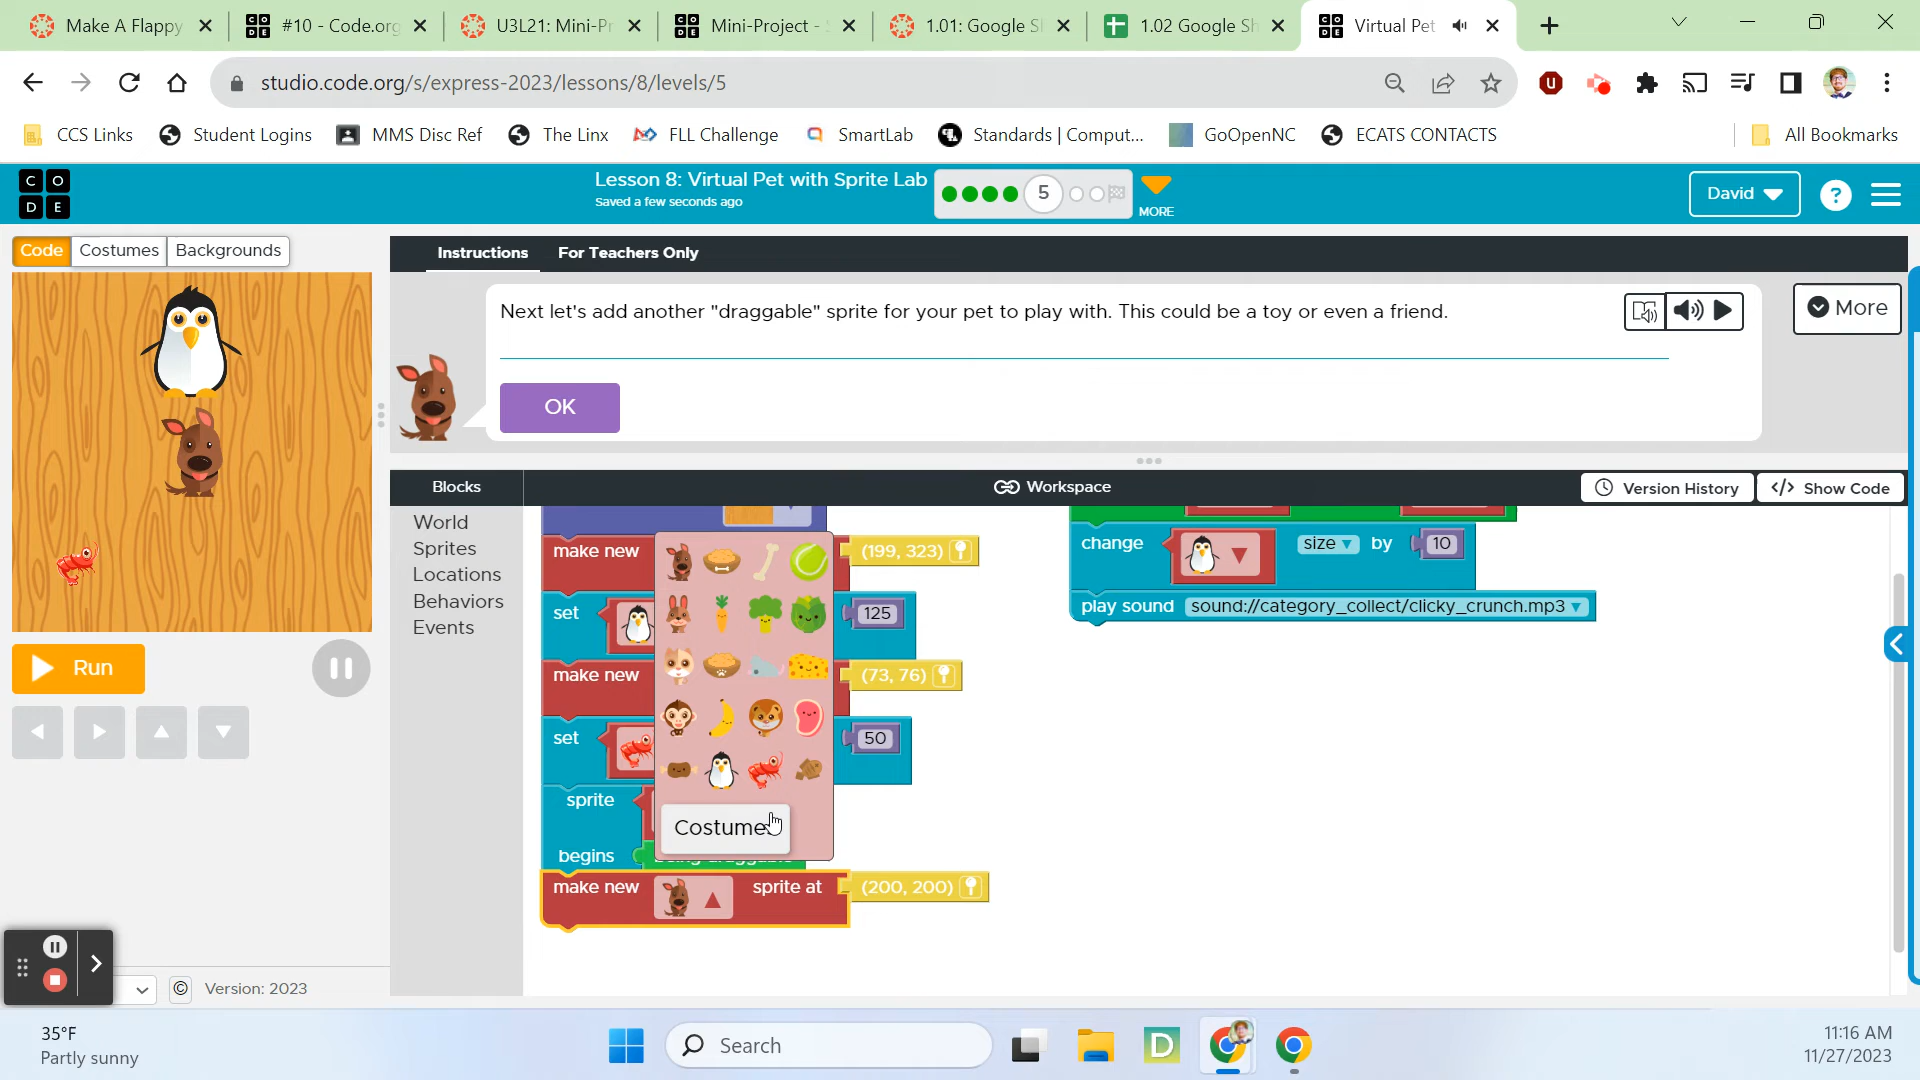 Make A Flappy
#10 - Code.org
U3L21: Mini-Pr
Mini-Project -
1.01: Google Sl
1.02 Google Sh
Virtual Pet
studio.code.org/s/express-2023/lessons/8/levels/5
CCS Links
Student Logins
MMS Disc Ref
The Linx
FLL Challenge
SmartLab
Standards | Comput...
GoOpenNC
ECATS CONTACTS
All Bookmarks
C O
D E
Lesson 8: Virtual Pet with Sprite Lab
Saved a few seconds ago
5
MORE
David
?
Code
Costumes
Backgrounds
Instructions
For Teachers Only
Next let's add another "draggable" sprite for your pet to play with. This could be a toy or even a friend.
More
OK
Blocks
Workspace
Version History
</> Show Code
World
Sprites
Locations
Behaviors
Events
make new
(199, 323)
set
125
make new
(73, 76)
set
50
sprite
Costumes
begins
make new sprite at (200, 200)
change size by 10
play sound sound://category_collect/clicky_crunch.mp3
Run
© Version: 2023
35°F
Partly sunny
Search
D
11:16 AM
11/27/2023